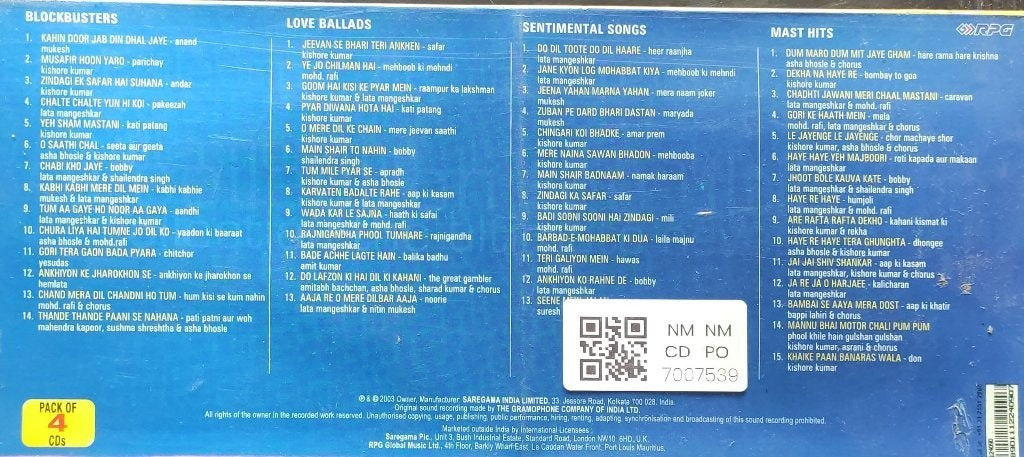 BLOCKBUSTERS
1. KAHIN DOOR JAB DIN DHAL JAYE - anand
mukesh
2. MUSAFIR HOON YARO - parichay
kishore kumar
3. ZINDAGI EK SAFAR HAI SUHANA - andaz
kishore kumar
4. CHALTE CHALTE YUN HI KOI - pakeezah
lata mangeshkar
5. YEH SHAM MASTANI - kati patang
kishore kumar
6. O SAATHI CHAL - seeta aur geeta
asha bhosle & kishore kumar
7. CHABI KHO JAYE - bobby
lata mangeshkar & shailendra singh
8. KABHI KABHI MERE DIL MEIN - kabhi kabhie
mukesh & lata mangeshkar
9. TUM AA GAYE HO NOOR AA GAYA - aandhi
lata mangeshkar & kishore kumar
10. CHURA LIYA HAI TUMNE JO DIL KO - yaadon ki baaraat
asha bhosle & mohd.rafi
11. GORI TERA GAON BADA PYARA - chitchor
yesudas
12. ANKHIYON KE JHAROKHON SE - ankhiyon ke jharokhon se
hemlata
13. CHAND MERA DIL CHANDNI HO TUM - hum kisi se kum nahin
mohd. rafi & chorus
14. THANDE THANDE PAANI SE NAHANA - pati patni aur woh
mahendra kapoor, sushma shreshtha & asha bhosle
LOVE BALLADS
1. JEEVAN SE BHARI TERI ANKHEN - safar
kishore kumar
2. YE JO CHILMAN HAI - mehboob ki mehndi
mohd. rafi
3. GOOM HAI KISI KE PYAR MEIN - raampur ka lakshman
kishore kumar & lata mangeshkar
4. PYAR DIWANA HOTA HAI - kati patang
kishore kumar
5. O MERE DIL KE CHAIN - mere jeevan saathi
kishore kumar
6. MAIN SHAIR TO NAHIN - bobby
shailendra singh
7. TUM MILE PYAR SE - apradh
kishore kumar & asha bhosle
8. KARVATEN BADALTE RAHE - aap ki kasam
kishore kumar & lata mangeshkar
9. WADA KAR LE SAJNA - haath ki safai
lata mangeshkar & mohd. rafi
10. RAJNIGANDHA PHOOL TUMHARE - rajnigandha
lata mangeshkar
11. BADE ACHHE LAGTE HAIN - balika badhu
amit kumar
12. DO LAFZON KI HAI DIL KI KAHANI - the great gambler
amitabh bachchan, asha bhosle, sharad kumar & chorus
13. AAJA RE O MERE DILBAR AAJA - noorie
lata mangeshkar & nitin mukesh
SENTIMENTAL SONGS
1. DO DIL TOOTE DO DIL HAARE - heer raanjha
lata mangeshkar
2. JANE KYON LOG MOHABBAT KIYA - mehboob ki mehndi
lata mangeshkar
3. JEENA YAHAN MARNA YAHAN - mera naam joker
mukesh
4. ZUBAN PE DARD BHARI DASTAN - maryada
mukesh
5. CHINGARI KOI BHADKE - amar prem
kishore kumar
6. MERE NAINA SAWAN BHADON - mehbooba
kishore kumar
7. MAIN SHAIR BADNAAM - namak haraam
kishore kumar
8. ZINDAGI KA SAFAR - safar
kishore kumar
9. BADI SOONI SOONI HAI ZINDAGI - mili
kishore kumar
10. BARBAD-E-MOHABBAT KI DUA - laila majnu
mohd. rafi
11. TERI GALIYON MEIN - hawas
mohd. rafi
12. ANKHIYON KO RAHNE DE - bobby
lata mangeshkar
13. SEENE MEIN JALAN
suresh
MAST HITS
RPG
1. DUM MARO DUM MIT JAYE GHAM - hare rama hare krishna
asha bhosle & chorus
2. DEKHA NA HAYE RE - bombay to goa
kishore kumar
3. CHADHTI JAWANI MERI CHAAL MASTANI - caravan
lata mangeshkar & mohd. rafi
4. GORI KE HAATH MEIN - mela
mohd. rafi, lata mangeshkar & chorus
5. LE JAYENGE LE JAYENGE - chor machaye shor
kishore kumar, asha bhosle & chorus
6. HAYE HAYE YEH MAJBOORI - roti kapada aur makaan
lata mangeshkar
7. JHOOT BOLE KAUVA KATE - bobby
lata mangeshkar & shailendra singh
8. HAYE RE HAYE - humjoli
lata mangeshkar & mohd. rafi
9. ARE RAFTA RAFTA DEKHO - kahani kismat ki
kishore kumar & rekha
10. HAYE RE HAYE TERA GHUNGHTA - dhongee
asha bhosle & kishore kumar
11. JAI JAI SHIV SHANKAR - aap ki kasam
lata mangeshkar, kishore kumar & chorus
12. JA RE JA O HARJAEE - kalicharan
lata mangeshkar
13. BAMBAI SE AAYA MERA DOST - aap ki khatir
bappi lahiri & chorus
14. MANNU BHAI MOTOR CHALI PUM PUM
phool khile hain gulshan gulshan
kishore kumar, asrani & chorus
15. KHAIKE PAAN BANARAS WALA - don
kishore kumar
NM NM
CD PO
7007539
PACK OF
4
CDs
℗ & © 2003 Owner, Manufacturer: SAREGAMA INDIA LIMITED, 33, Jessore Road, Kolkata 700 028. India.
Original sound recording made by THE GRAMOPHONE COMPANY OF INDIA LTD.
All rights of the owner in the recorded work reserved. Unauthorised copying, usage, publishing, public performance, hiring, renting, adapting, synchronisation and broadcasting of this sound recording prohibited.
Marketed outside India by International Licensees:
Saregama Plc., Unit 3, Bush Industrial Estate, Standard Road, London NW10 6HD, U.K.
RPG Global Music Ltd., 4th Floor, Barkly Wharf East, Le Caudan Water Front, Port Louis Mauritius.